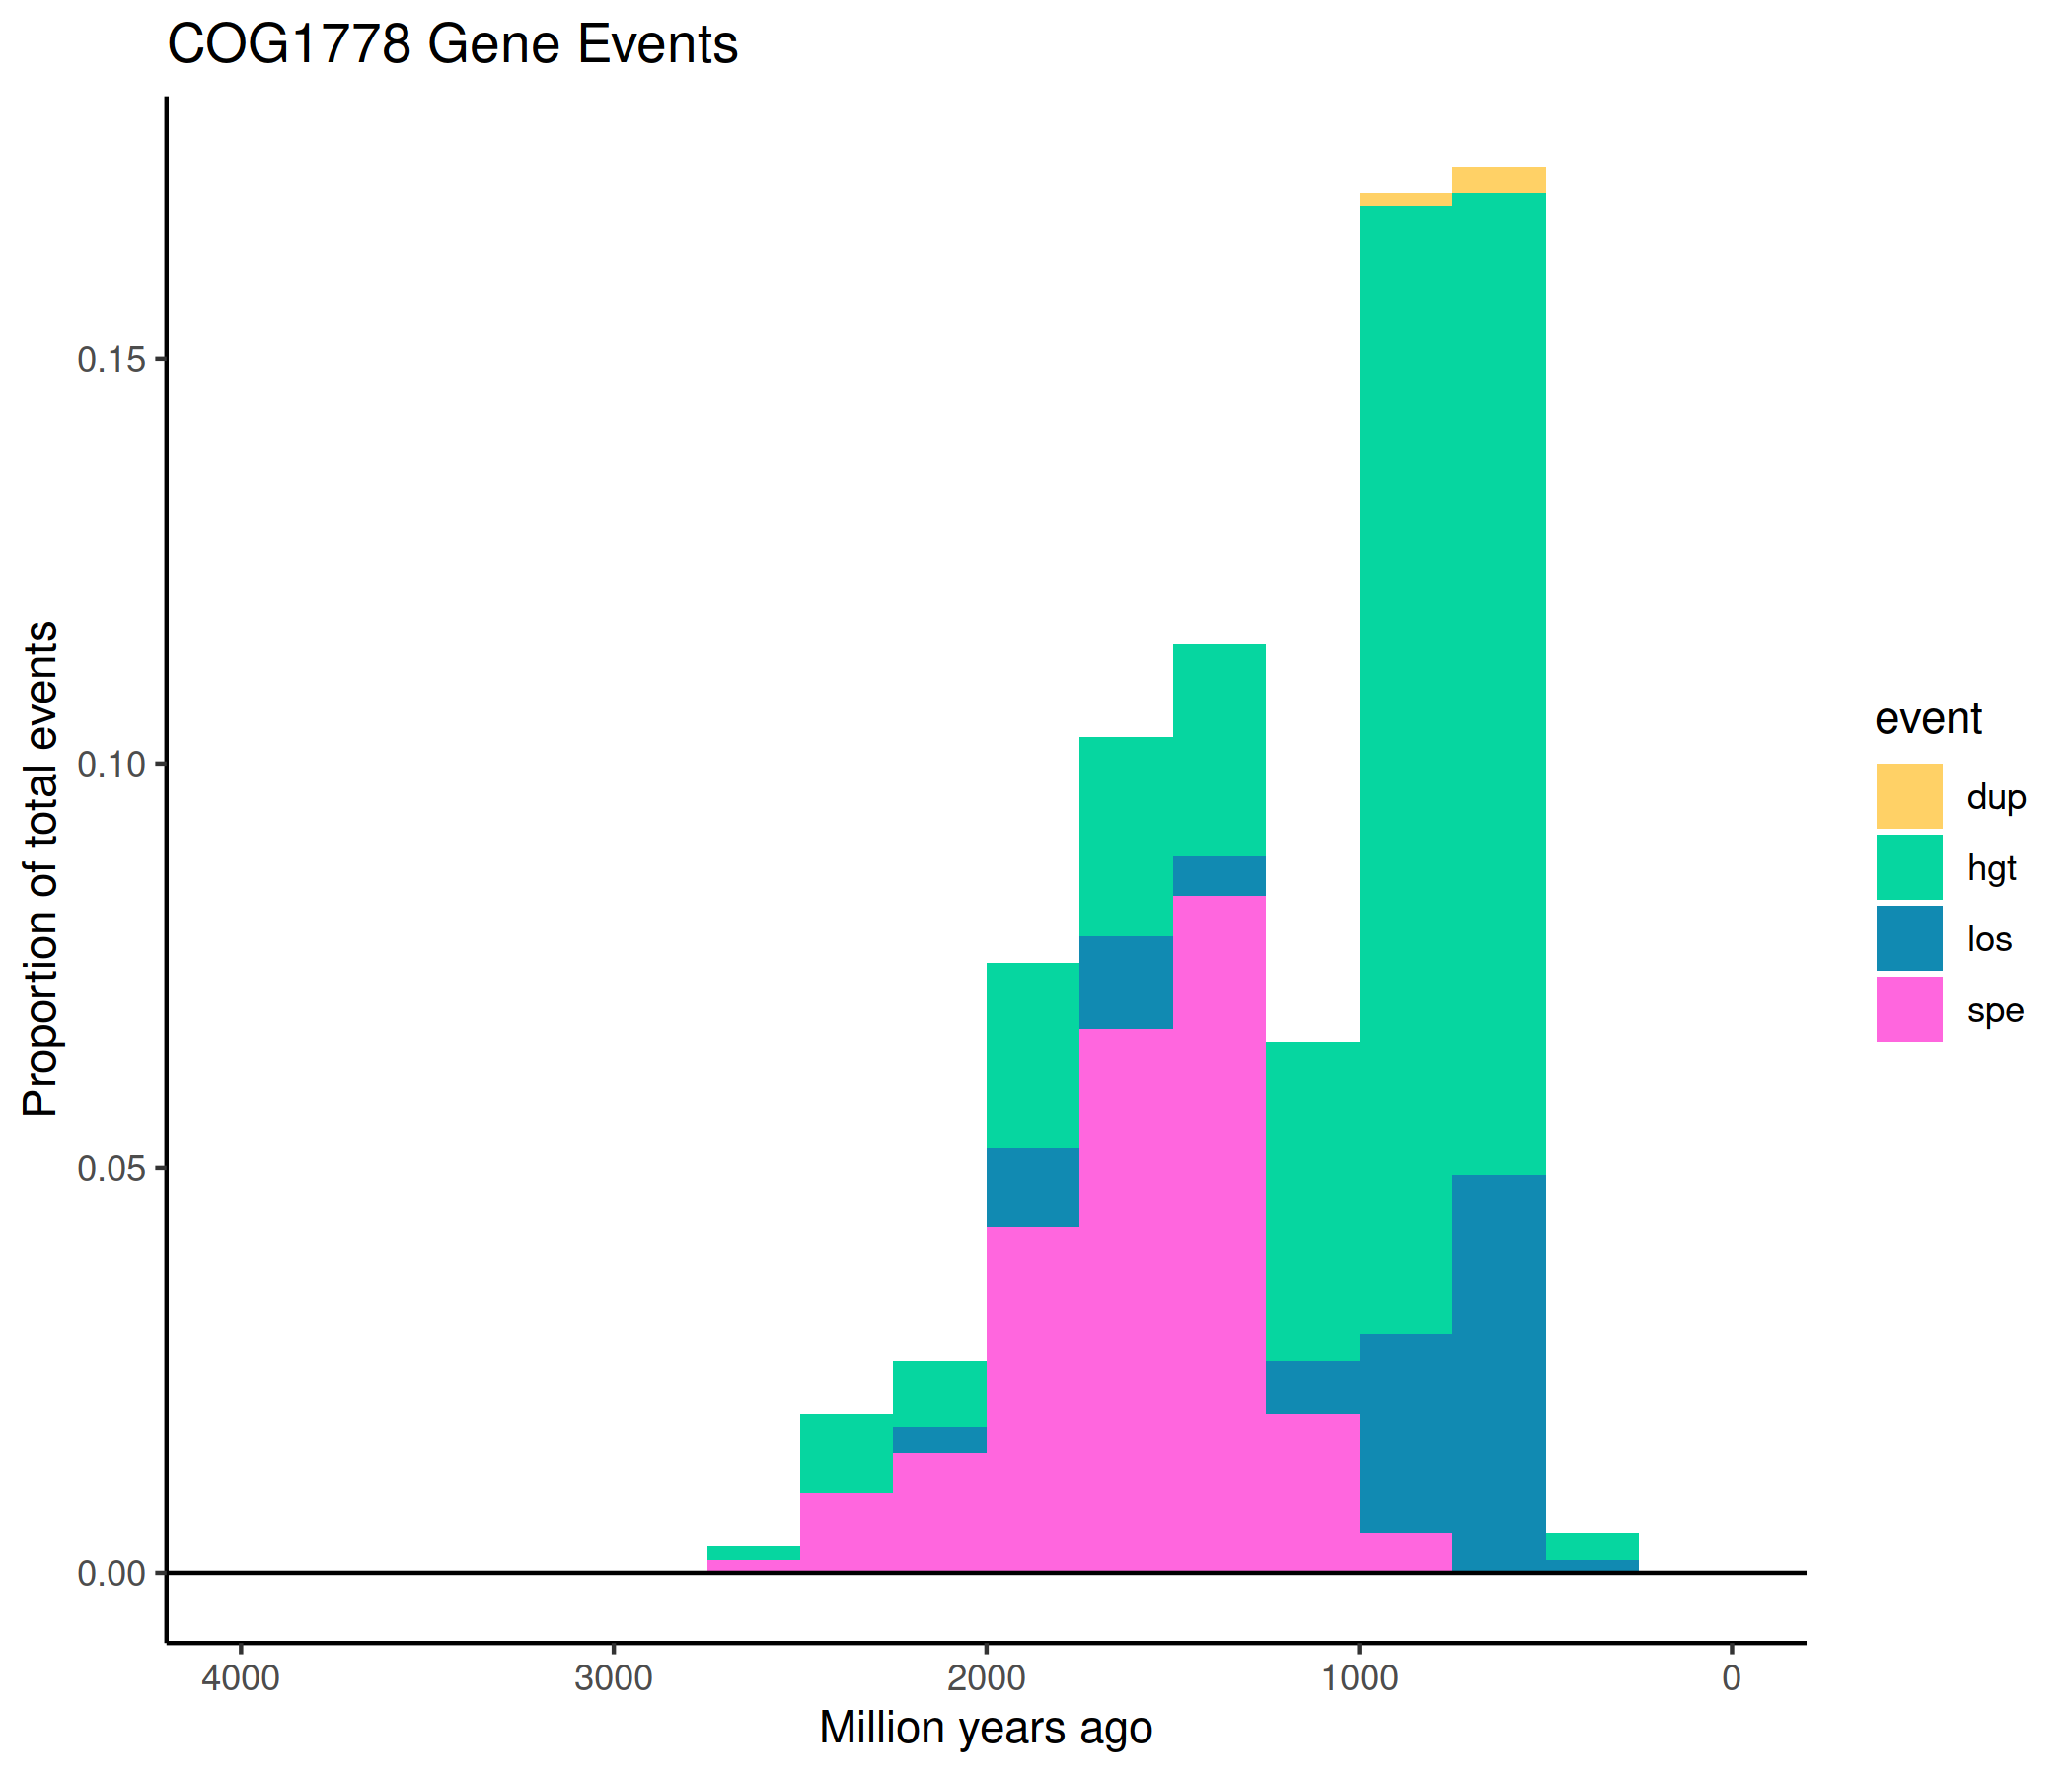 COG1778 Gene Events
Proportion of total events
0.15
0.10
0.05
0.00
4000 3000 2000 1000 0
Million years ago
event
dup
hgt
los
spe